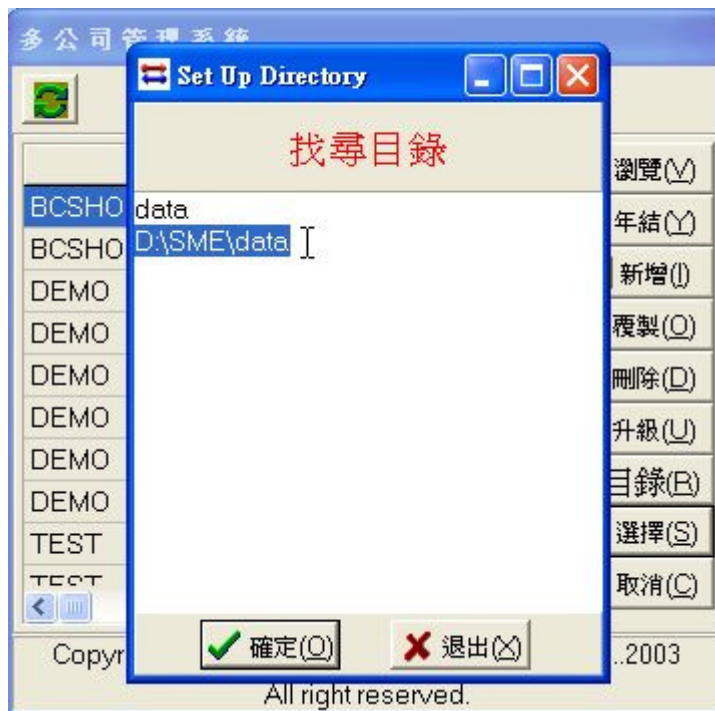 多公司管理系統
Set Up Directory
找尋目錄
data
D:\SME\data
BCSHO
BCSHO
DEMO
DEMO
DEMO
DEMO
DEMO
DEMO
TEST
TEST
瀏覽(V)
年結(Y)
新增(I)
覆製(O)
刪除(D)
升級(U)
目錄(R)
選擇(S)
取消(C)
確定(O)
退出(X)
Copyr
..2003
All right reserved.